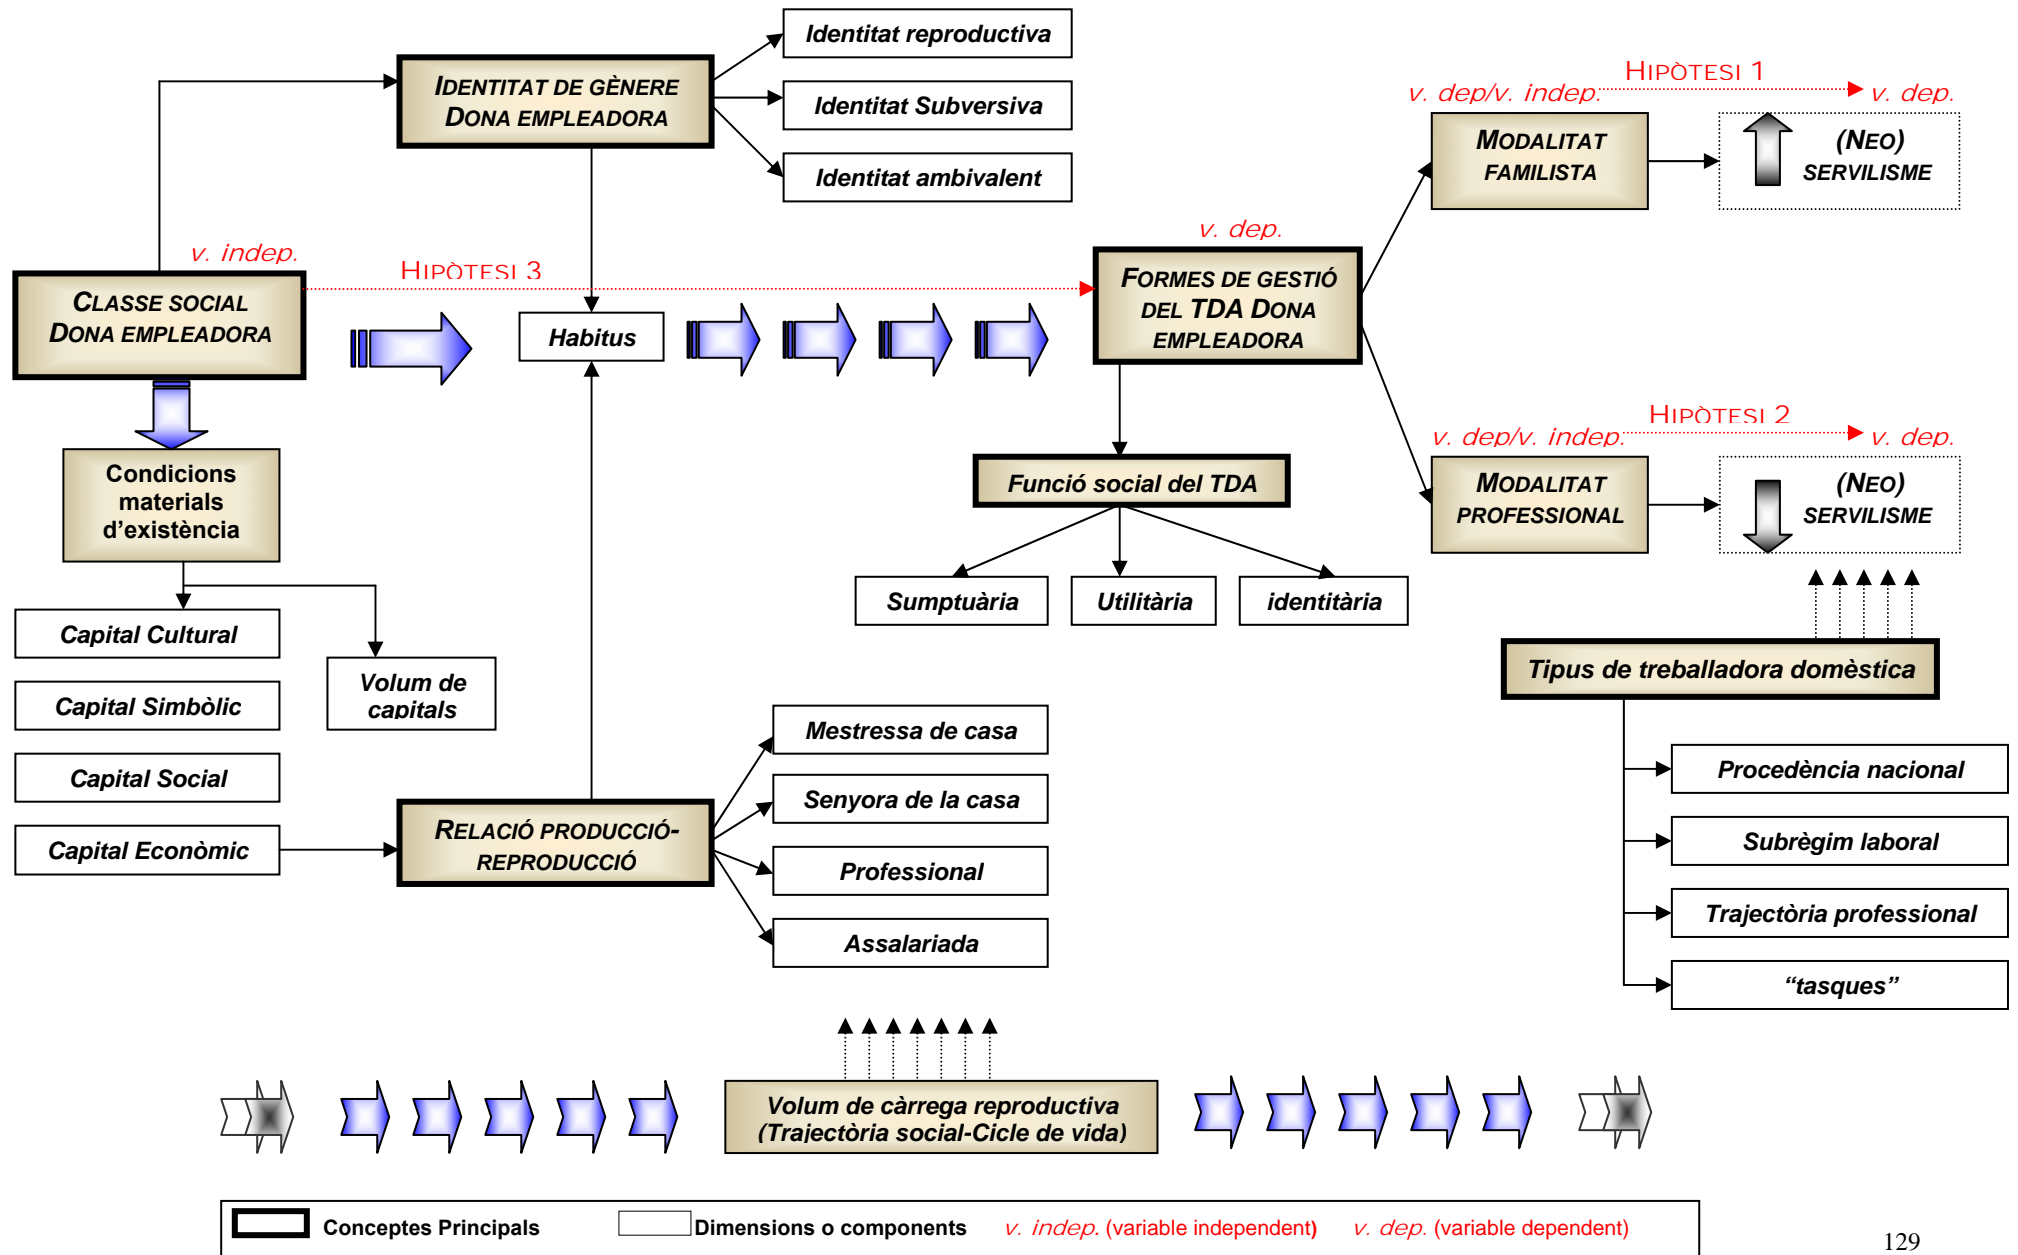 Identitat reproductiva
IDENTITAT DE GÈNERE
DONA EMPLEADORA
Identitat Subversiva
Identitat ambivalent
HIPÒTESI 1
v. dep/v. indep.
v. dep.
MODALITAT
FAMILISTA
(NEO)
SERVILISME
v. indep.
HIPÒTESI 3
v. dep.
CLASSE SOCIAL
DONA EMPLEADORA
Habitus
FORMES DE GESTIÓ
DEL TDA DONA
EMPLEADORA
HIPÒTESI 2
v. dep/v. indep.
v. dep.
MODALITAT
PROFESSIONAL
(NEO)
SERVILISME
Condicions
materials
d’existència
Funció social del TDA
Sumptuària
Utilitària
identitària
Capital Cultural
Volum de
capitals
Capital Simbòlic
Capital Social
Capital Econòmic
Tipus de treballadora domèstica
Mestressa de casa
Senyora de la casa
RELACIÓ PRODUCCIÓ-
REPRODUCCIÓ
Professional
Assalariada
Procedència nacional
Subrègim laboral
Trajectòria professional
“tasques”
Volum de càrrega reproductiva
(Trajectòria social-Cicle de vida)
Conceptes Principals
Dimensions o components
v. indep. (variable independent)
v. dep. (variable dependent)
129